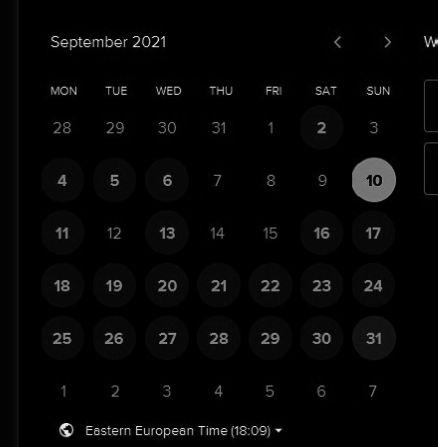 September 2021
W
MON TUE WED THU FRI SAT SUN
28 29 30 31 1 2 3
4 5 6 7 8 9 10
11 12 13 14 15 16 17
18 19 20 21 22 23 24
25 26 27 28 29 30 31
1 2 3 4 5 6 7
Eastern European Time (18:09)